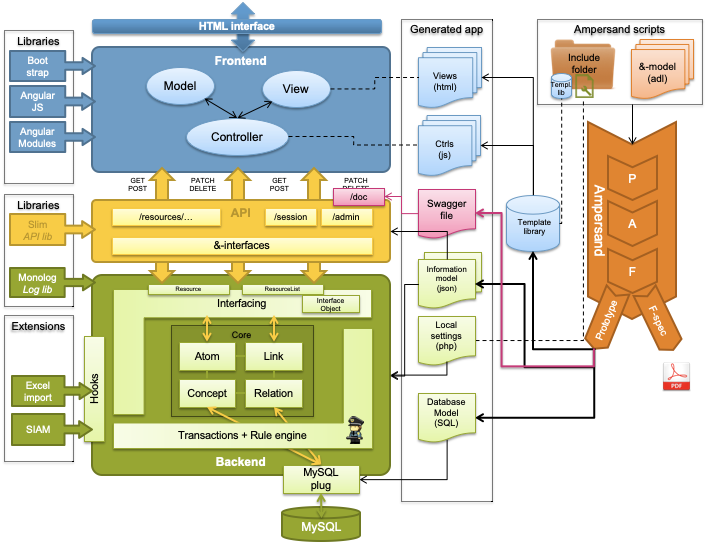 HTML interface
Generated app
Ampersand scripts
Libraries
Boot
strap
Angular
JS
Angular
Modules
Frontend
Model
View
Controller
Views
(html)
Ctrls
(js)
Include
folder
Templ.
lib
&-model
(adl)
GET
POST
PATCH
DELETE
GET
POST
PATCH
DELETE
/doc
Libraries
Slim
API lib
Monolog
Log lib
API
/resources/...
/session
/admin
&-interfaces
Swagger
file
Template
library
P
A
F
Ampersand
Prototype
F-spec
PDF
Resource
ResourceList
Interfacing
Interface
Object
Information
model
(json)
Extensions
Excel
import
SIAM
Hooks
Core
Atom
Link
Concept
Relation
Local
settings
(php)
Transactions + Rule engine
Backend
Database
Model
(SQL)
MySQL
plug
MySQL